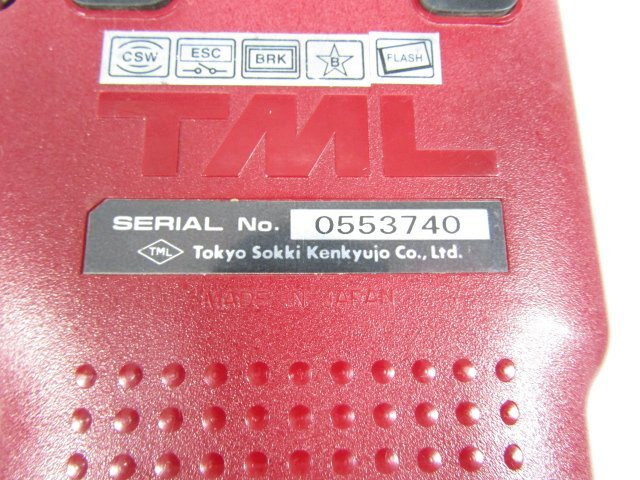 CSW ESC BRK B FLASH
TML
SERIAL No. 0553740
TML Tokyo Sokki Kenkyujo Co., Ltd.
MADE IN JAPAN